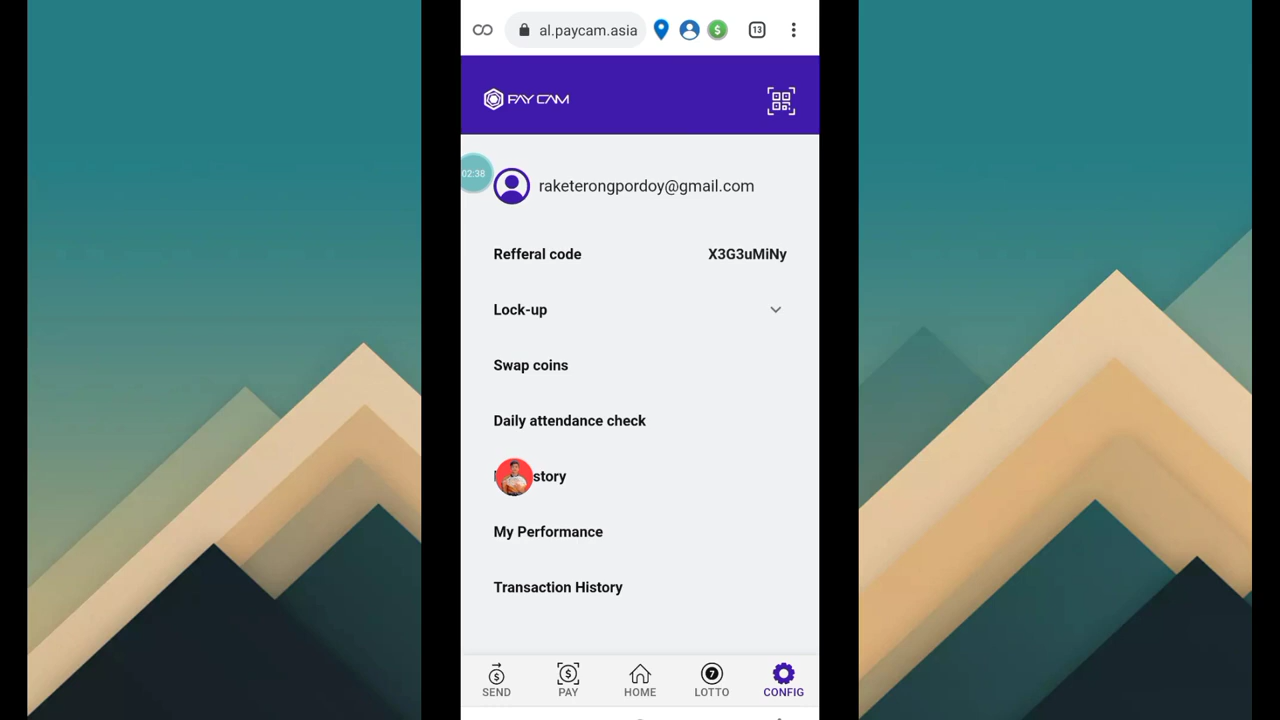 al.paycam.asia
13
PAY CAM
02:38
raketerongpordoy@gmail.com
Refferal code X3G3uMiNy
Lock-up
Swap coins
Daily attendance check
My Performance
Transaction History
SEND PAY HOME LOTTO CONFIG